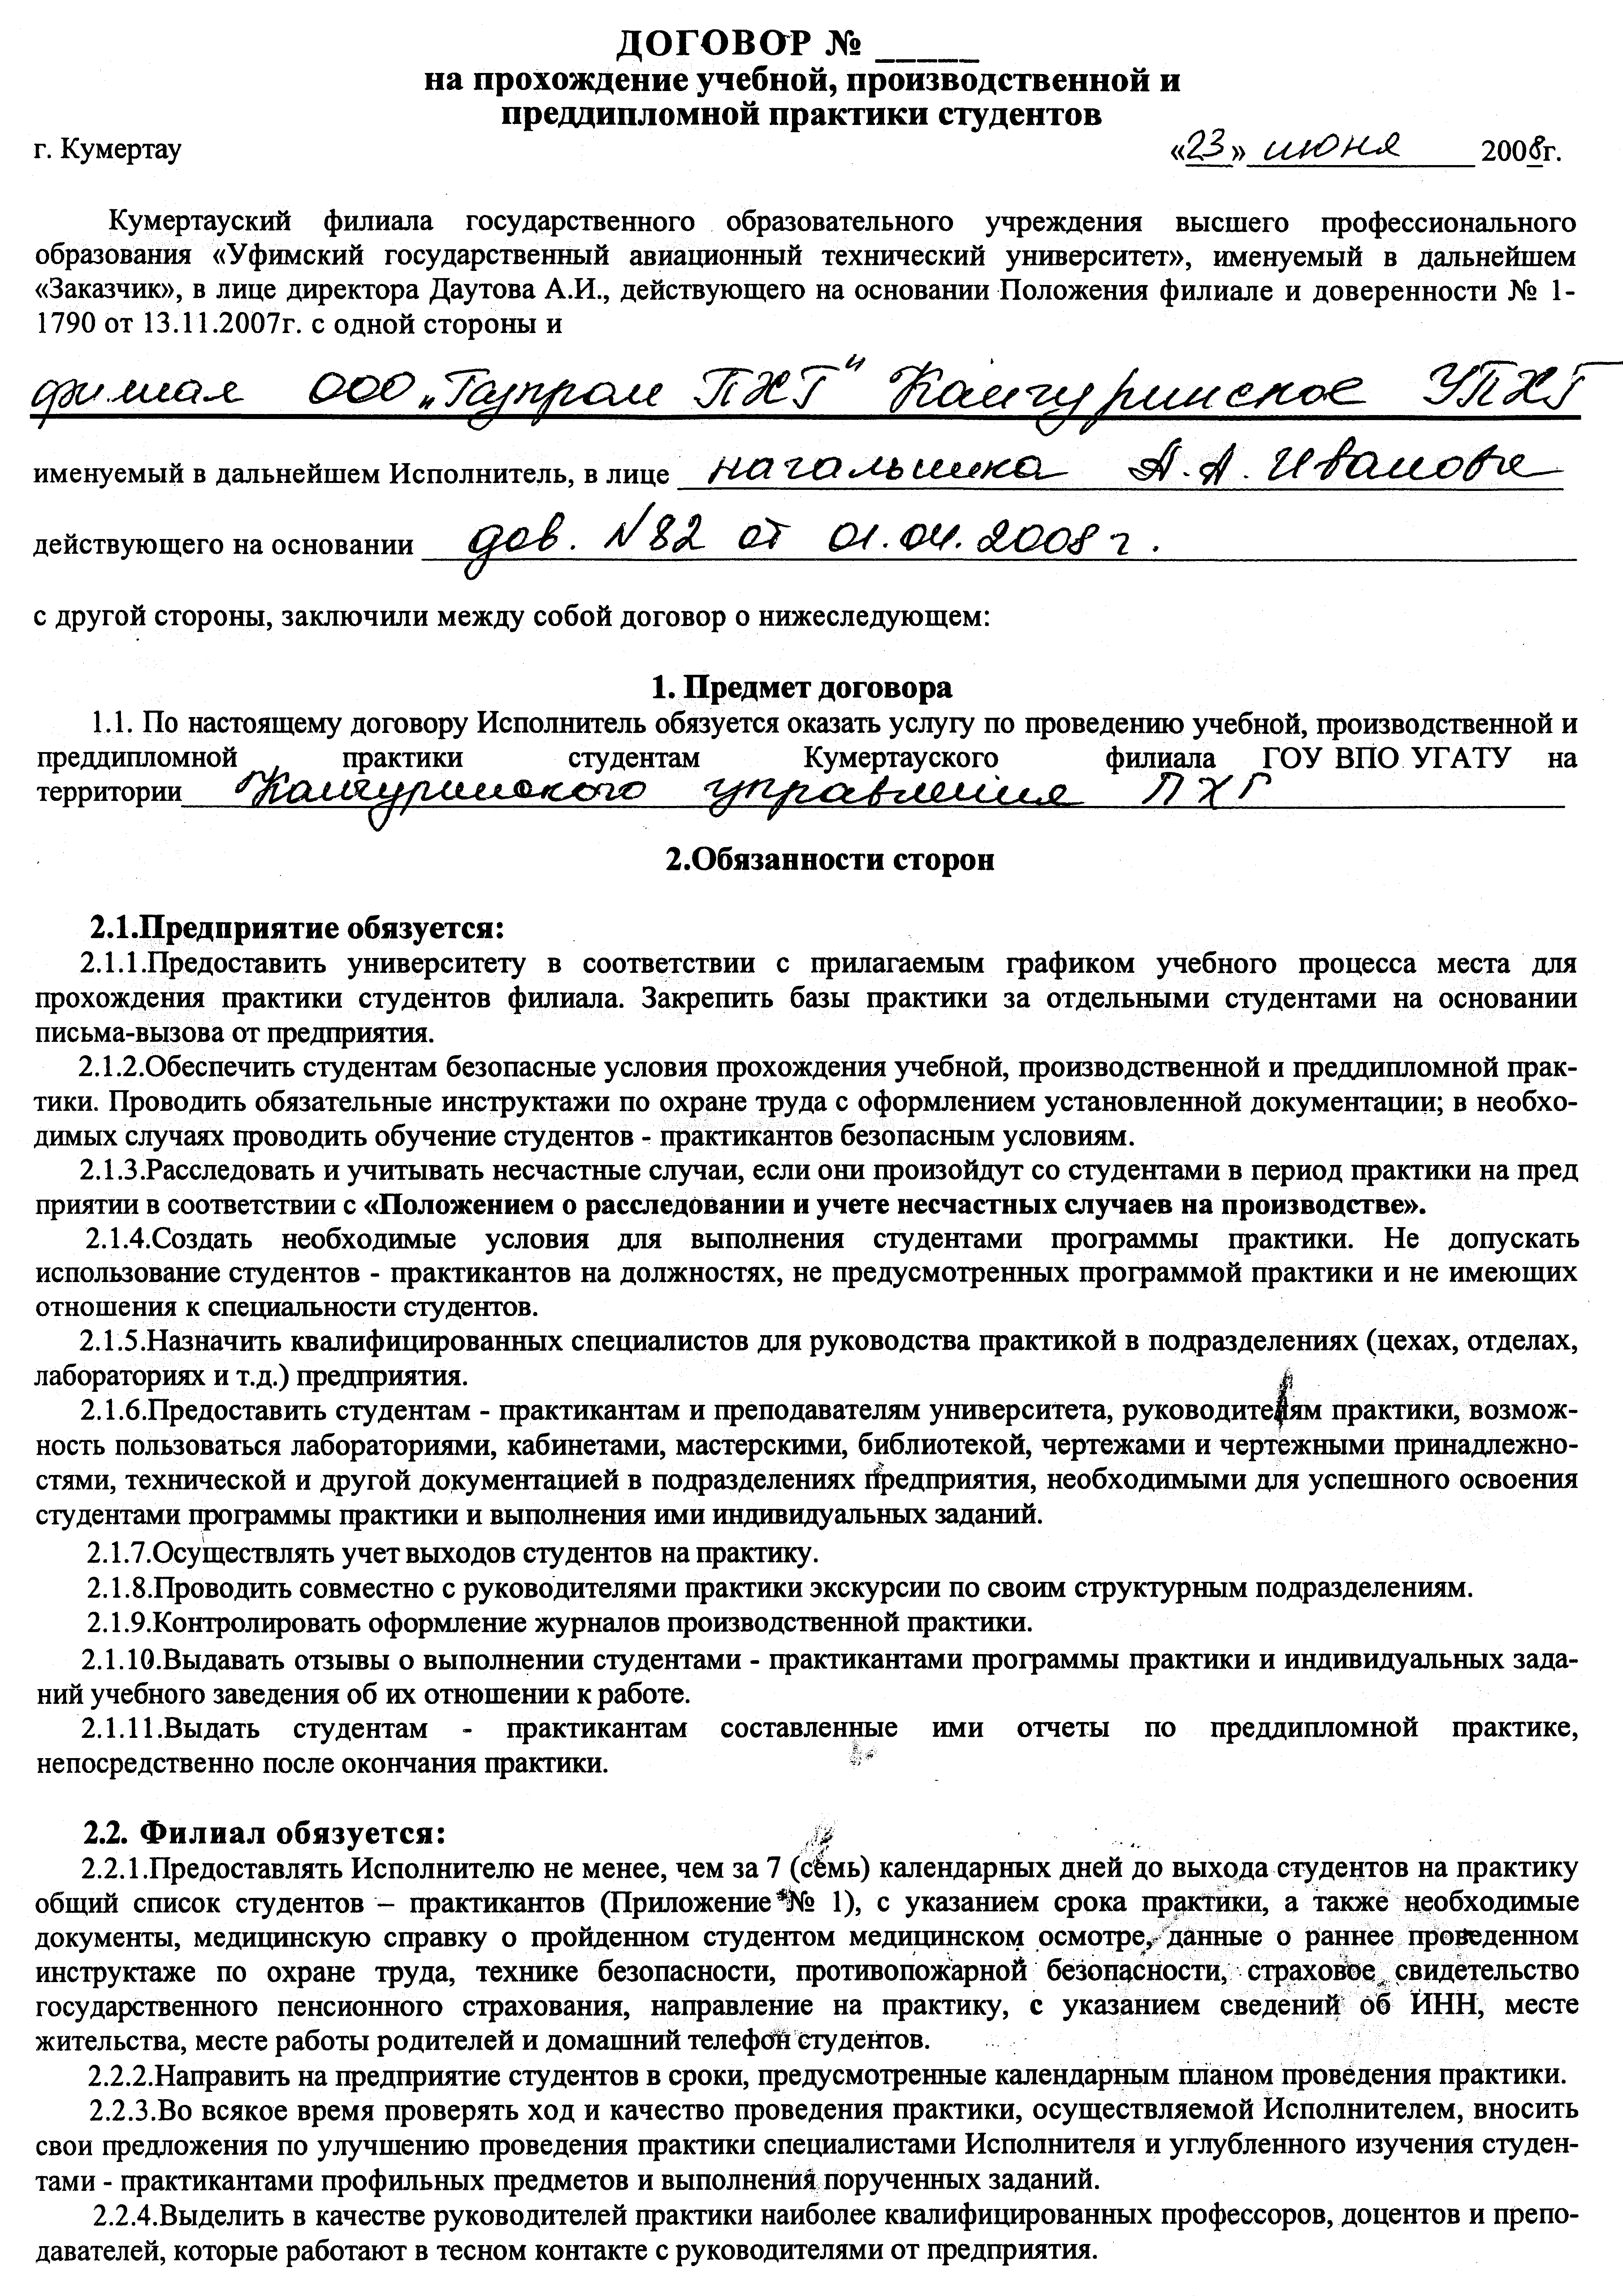 ДОГОВОР № _____
на прохождение учебной, производственной и
преддипломной практики студентов
г. Кумертау «23» июня 2008г.
Кумертауский филиала государственного образовательного учреждения высшего профессионального
образования «Уфимский государственный авиационный технический университет», именуемый в дальнейшем
«Заказчик», в лице директора Даутова А.И., действующего на основании Положения филиале и доверенности № 1-
1790 от 13.11.2007г. с одной стороны и
филиал ООО „Газпром ПХГ" Канчуринское УПХГ
именуемый в дальнейшем Исполнитель, в лице начальника А.А. Иванова
действующего на основании дов. №82 от 01.04.2008г.
с другой стороны, заключили между собой договор о нижеследующем:
1. Предмет договора
1.1. По настоящему договору Исполнитель обязуется оказать услугу по проведению учебной, производственной и
преддипломной практики студентам Кумертауского филиала ГОУ ВПО УГАТУ на
территории Канчуринского управления ПХГ
2.Обязанности сторон
2.1.Предприятие обязуется:
2.1.1.Предоставить университету в соответствии с прилагаемым графиком учебного процесса места для
прохождения практики студентов филиала. Закрепить базы практики за отдельными студентами на основании
письма-вызова от предприятия.
2.1.2.Обеспечить студентам безопасные условия прохождения учебной, производственной и преддипломной прак-
тики. Проводить обязательные инструктажи по охране труда с оформлением установленной документации; в необхо-
димых случаях проводить обучение студентов - практикантов безопасным условиям.
2.1.3.Расследовать и учитывать несчастные случаи, если они произойдут со студентами в период практики на пред
приятии в соответствии с «Положением о расследовании и учете несчастных случаев на производстве».
2.1.4.Создать необходимые условия для выполнения студентами программы практики. Не допускать
использование студентов - практикантов на должностях, не предусмотренных программой практики и не имеющих
отношения к специальности студентов.
2.1.5.Назначить квалифицированных специалистов для руководства практикой в подразделениях (цехах, отделах,
лабораториях и т.д.) предприятия.
2.1.6.Предоставить студентам - практикантам и преподавателям университета, руководителям практики, возмож-
ность пользоваться лабораториями, кабинетами, мастерскими, библиотекой, чертежами и чертежными принадлежно-
стями, технической и другой документацией в подразделениях предприятия, необходимыми для успешного освоения
студентами программы практики и выполнения ими индивидуальных заданий.
2.1.7.Осуществлять учет выходов студентов на практику.
2.1.8.Проводить совместно с руководителями практики экскурсии по своим структурным подразделениям.
2.1.9.Контролировать оформление журналов производственной практики.
2.1.10.Выдавать отзывы о выполнении студентами - практикантами программы практики и индивидуальных зада-
ний учебного заведения об их отношении к работе.
2.1.11.Выдать студентам - практикантам составленные ими отчеты по преддипломной практике,
непосредственно после окончания практики.
2.2. Филиал обязуется:
2.2.1.Предоставлять Исполнителю не менее, чем за 7 (семь) календарных дней до выхода студентов на практику
общий список студентов – практикантов (Приложение № 1), с указанием срока практики, а также необходимые
документы, медицинскую справку о пройденном студентом медицинском осмотре, данные о раннее проведенном
инструктаже по охране труда, технике безопасности, противопожарной безопасности, страховое свидетельство
государственного пенсионного страхования, направление на практику, с указанием сведений об ИНН, месте
жительства, месте работы родителей и домашний телефон студентов.
2.2.2.Направить на предприятие студентов в сроки, предусмотренные календарным планом проведения практики.
2.2.3.Во всякое время проверять ход и качество проведения практики, осуществляемой Исполнителем, вносить
свои предложения по улучшению проведения практики специалистами Исполнителя и углубленного изучения студен-
тами - практикантами профильных предметов и выполнения порученных заданий.
2.2.4.Выделить в качестве руководителей практики наиболее квалифицированных профессоров, доцентов и препо-
давателей, которые работают в тесном контакте с руководителями от предприятия.